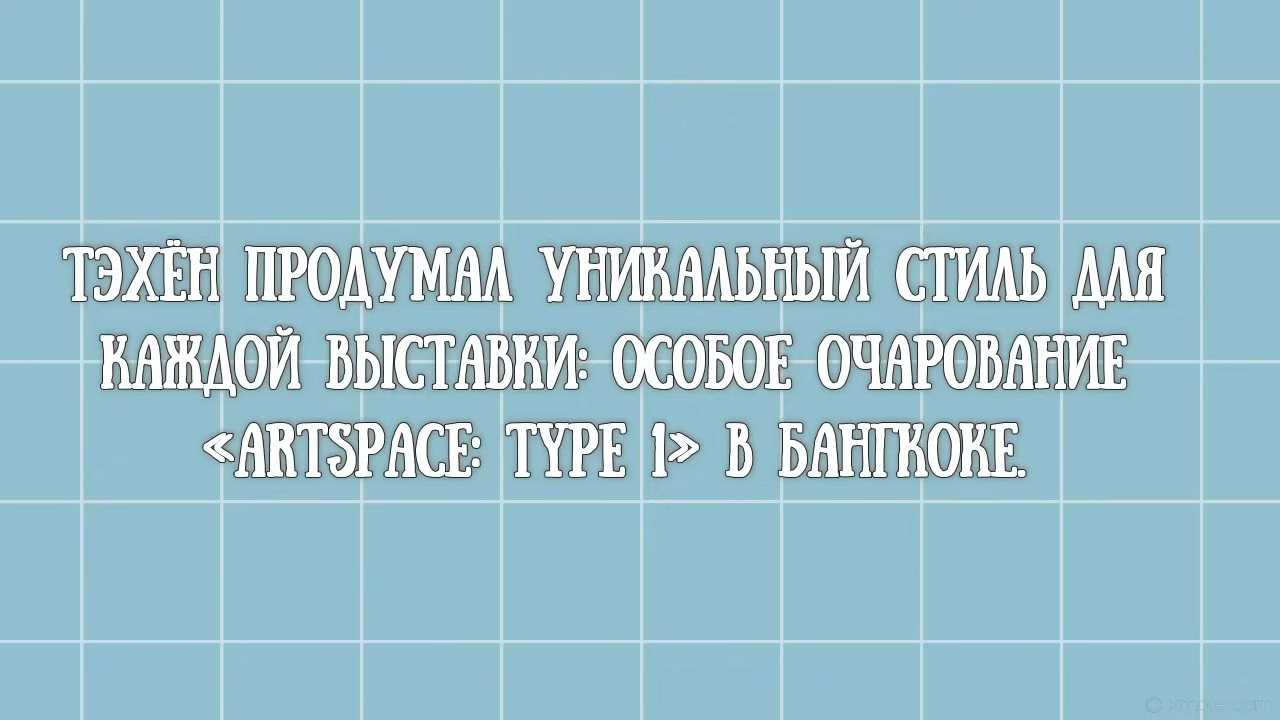 ТЭХЁН ПРОДУМАЛ УНИКАЛЬНЫЙ СТИЛЬ ДЛЯ
КАЖДОЙ ВЫСТАВКИ: ОСОБОЕ ОЧАРОВАНИЕ
«ARTSPACE: TYPE 1» В БАНГКОКЕ.